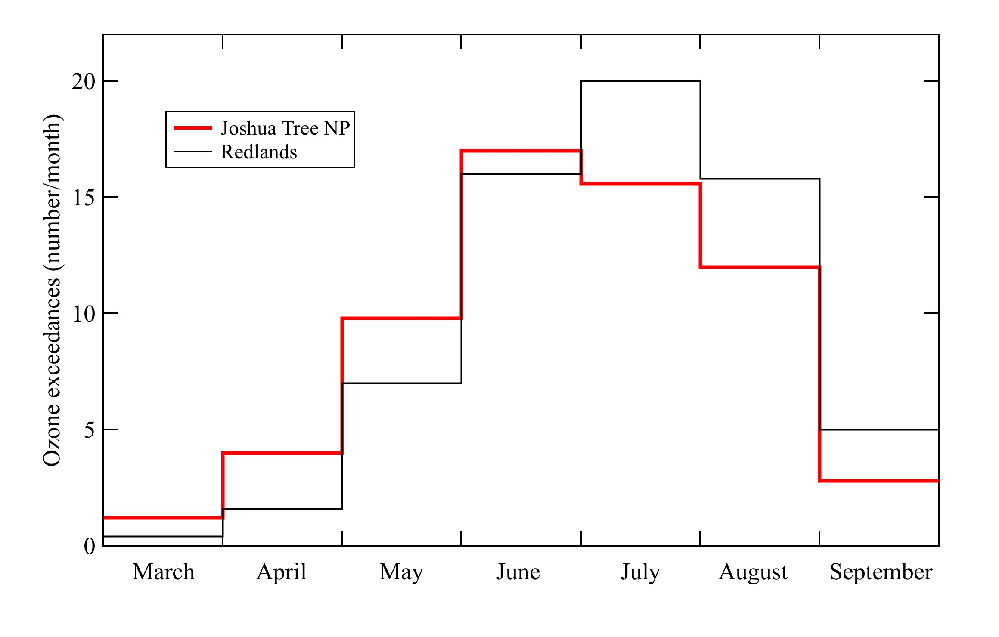 20
15
10
5
0
Ozone exceedances (number/month)
Joshua Tree NP
Redlands
March April May June July August September